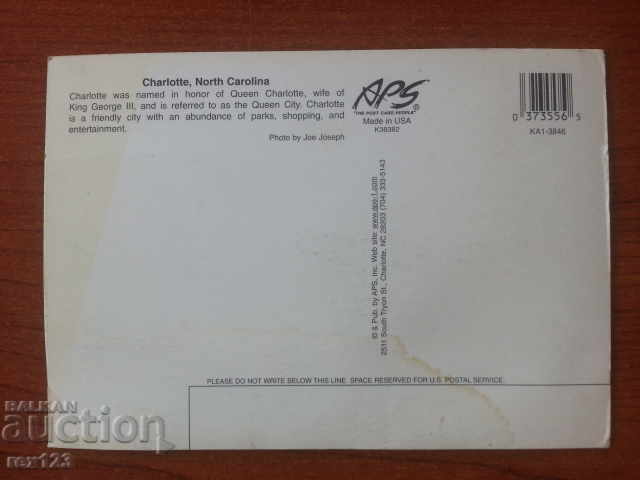 Charlotte, North Carolina
Charlotte was named in honor of Queen Charlotte, wife of
King George III, and is referred to as the Queen City. Charlotte
is a friendly city with an abundance of parks, shopping, and
entertainment.
Photo by Joe Joseph
APS®
"THE POST CARD PEOPLE"
Made in USA
K38382
0 373556 5
KA1-3846
© & Pub. by APS, Inc. Web site: www.aps-1.com
2511 South Tryon St., Charlotte, NC 28203 (704) 333-5143
PLEASE DO NOT WRITE BELOW THIS LINE. SPACE RESERVED FOR U.S. POSTAL SERVICE.
BALKAN
auction
rex123